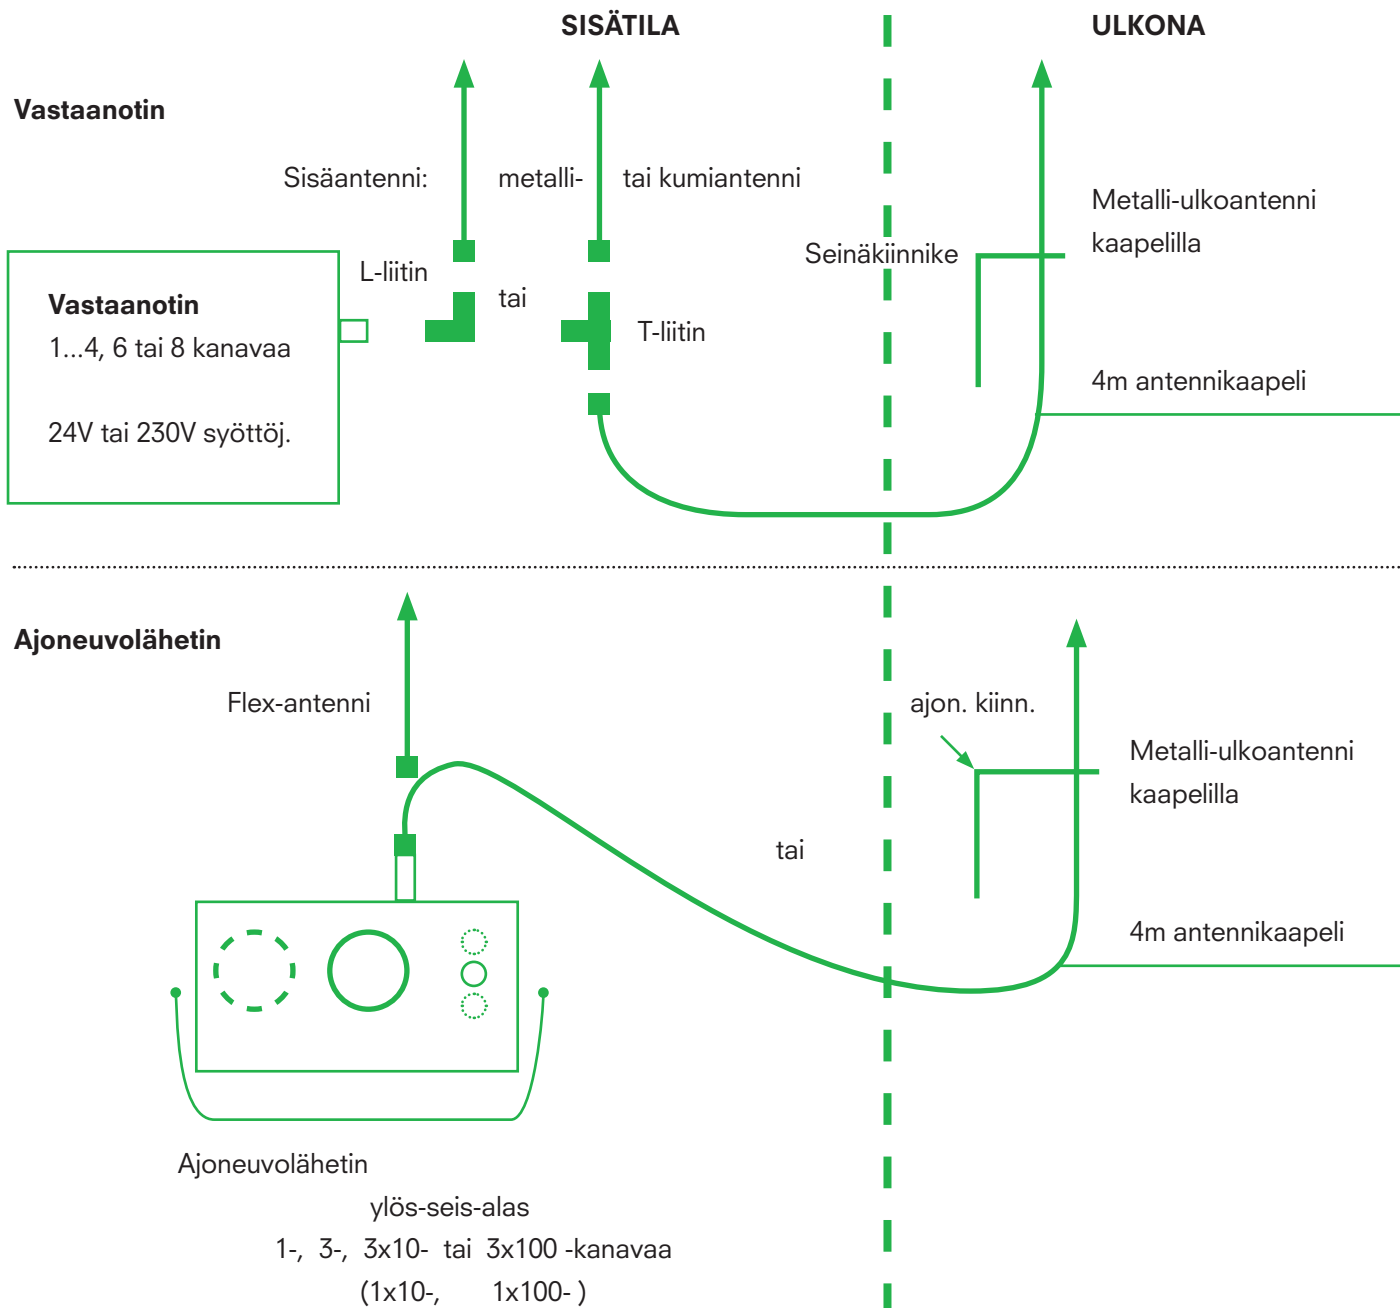 SISÄTILA
ULKONA
Vastaanotin
Sisäantenni: metalli- tai kumiantenni
Metalli-ulkoantenni
kaapelilla
Seinäkiinnike
L-liitin
tai
T-liitin
Vastaanotin
1...4, 6 tai 8 kanavaa
24V tai 230V syöttöj.
4m antennikaapeli
Ajoneuvolähetin
Flex-antenni
ajon. kiinn.
Metalli-ulkoantenni
kaapelilla
tai
4m antennikaapeli
Ajoneuvolähetin
ylös-seis-alas
1-, 3-, 3x10- tai 3x100 -kanavaa
(1x10-, 1x100- )